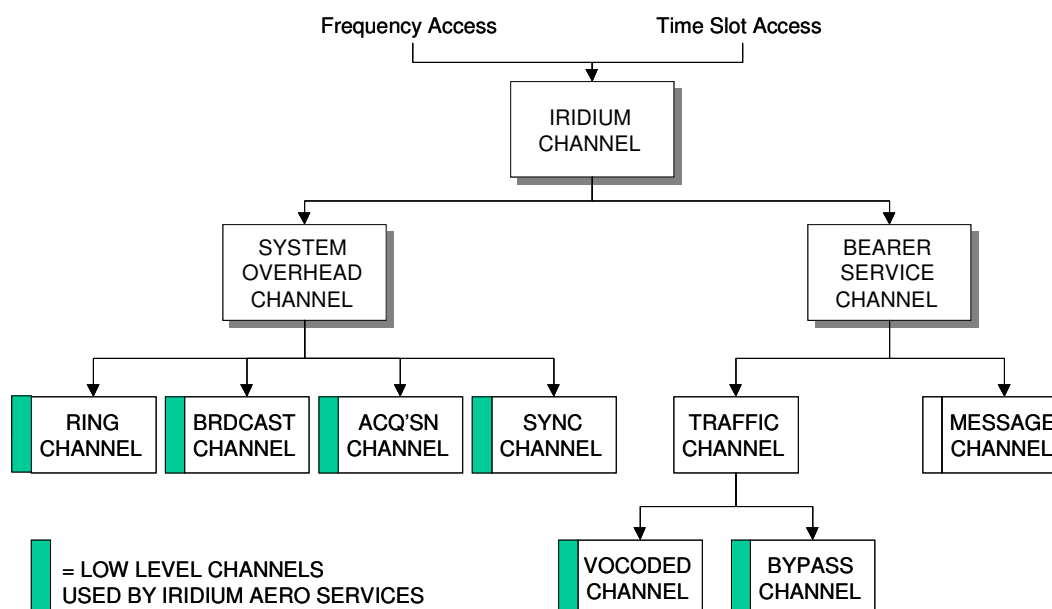 Frequency Access
Time Slot Access
IRIDIUM
CHANNEL
SYSTEM
OVERHEAD
CHANNEL
BEARER
SERVICE
CHANNEL
RING
CHANNEL
BRDCAST
CHANNEL
ACQ'SN
CHANNEL
SYNC
CHANNEL
TRAFFIC
CHANNEL
MESSAGE
CHANNEL
VOCODED
CHANNEL
BYPASS
CHANNEL
= LOW LEVEL CHANNELS
USED BY IRIDIUM AERO SERVICES